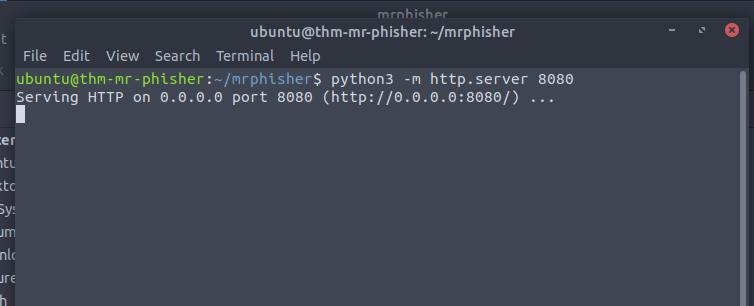 mrphisher
ubuntu@thm-mr-phisher: ~/mrphisher
File Edit View Search Terminal Help
ubuntu@thm-mr-phisher:~/mrphisher$ python3 -m http.server 8080
Serving HTTP on 0.0.0.0 port 8080 (http://0.0.0.0:8080/) ...